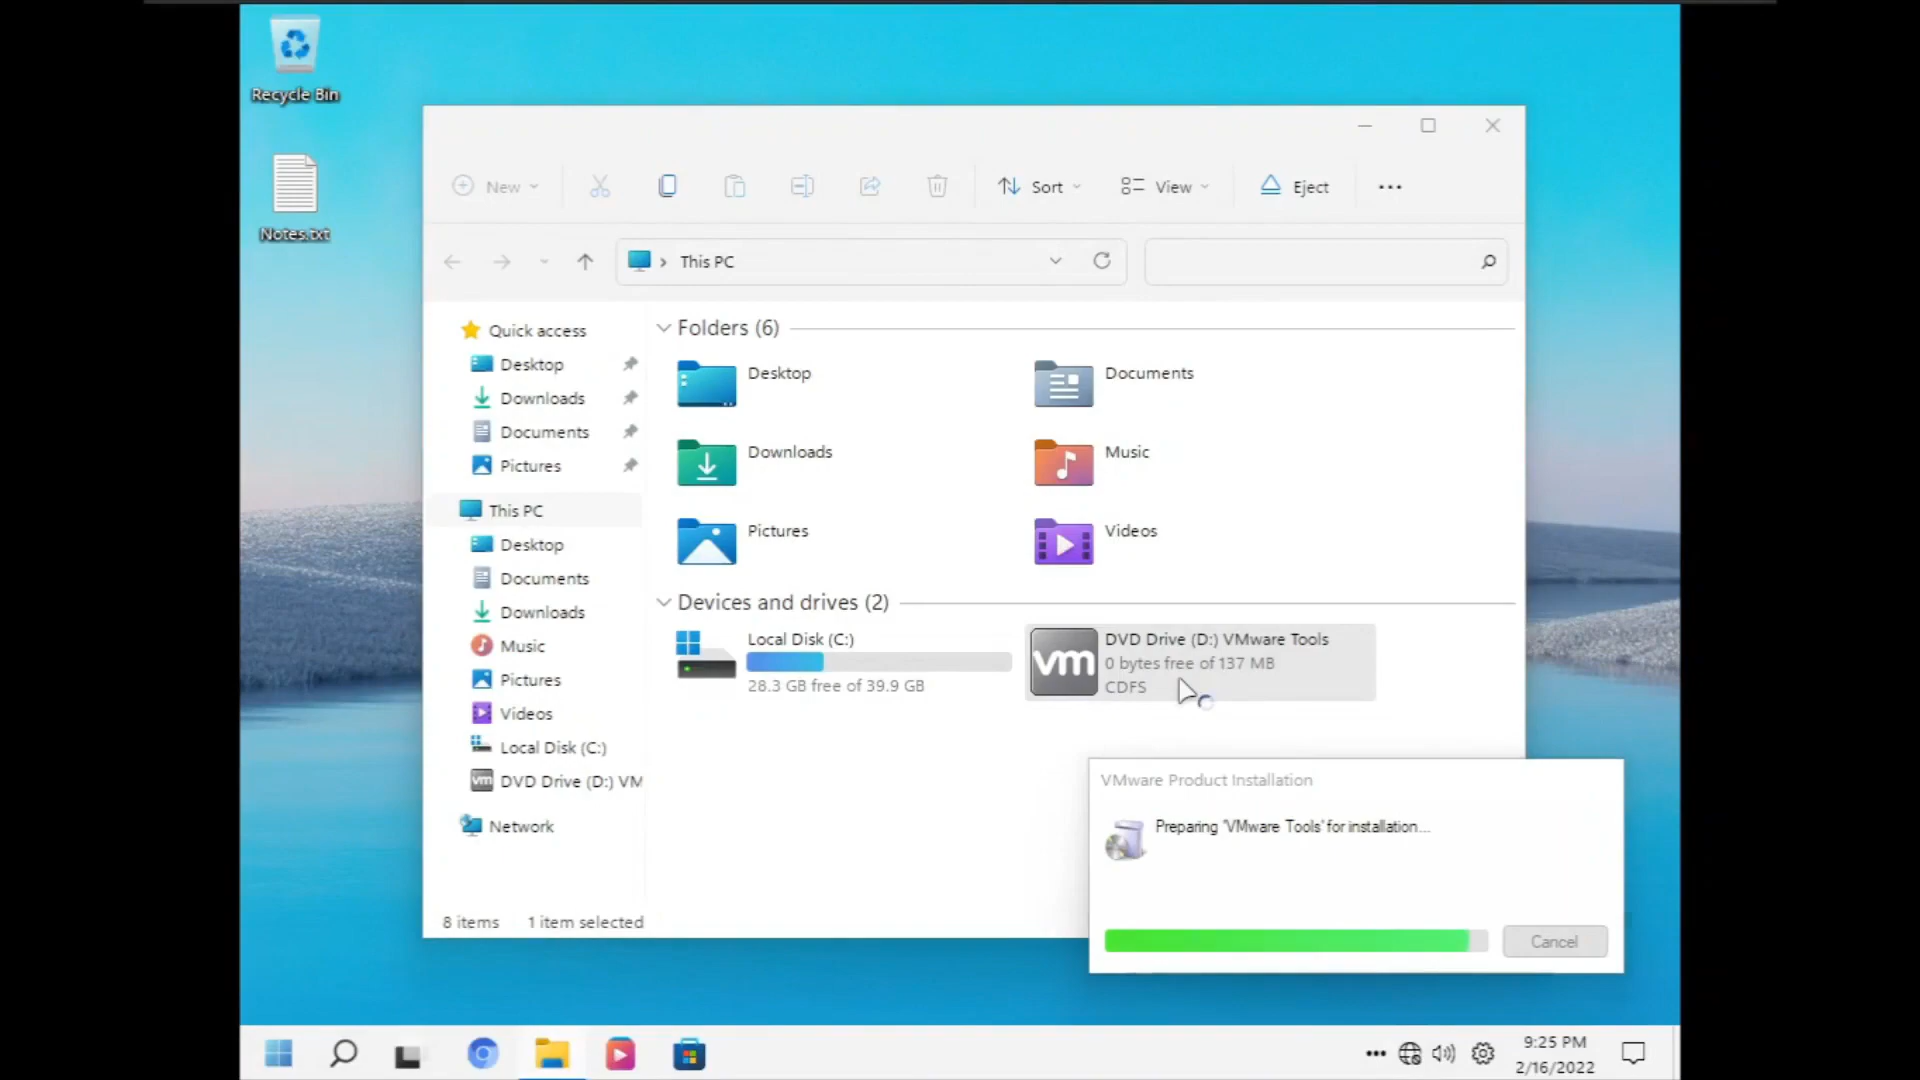 Recycle Bin
Notes.txt
New
Sort
View
Eject
This PC
Quick access
Desktop
Downloads
Documents
Pictures
This PC
Desktop
Documents
Downloads
Music
Pictures
Videos
Local Disk (C:)
DVD Drive (D:) VM
Network
Folders (6)
Desktop
Documents
Downloads
Music
Pictures
Videos
Devices and drives (2)
Local Disk (C:)
28.3 GB free of 39.9 GB
vm
DVD Drive (D:) VMware Tools
0 bytes free of 137 MB
CDFS
8 items 1 item selected
VMware Product Installation
Preparing 'VMware Tools' for installation...
Cancel
9:25 PM
2/16/2022